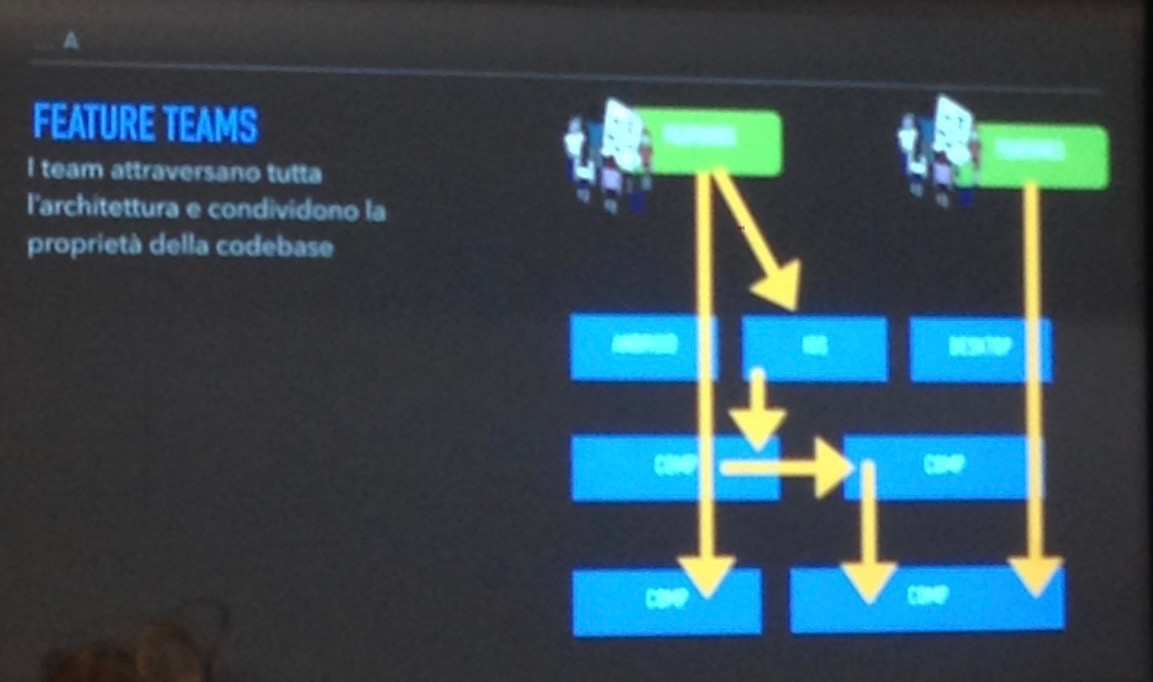 ... A
FEATURE TEAMS
I team attraversano tutta
l'architettura e condividono la
proprietà della codebase
ANDROID
IOS
DESKTOP
COMP
COMP
COMP
COMP